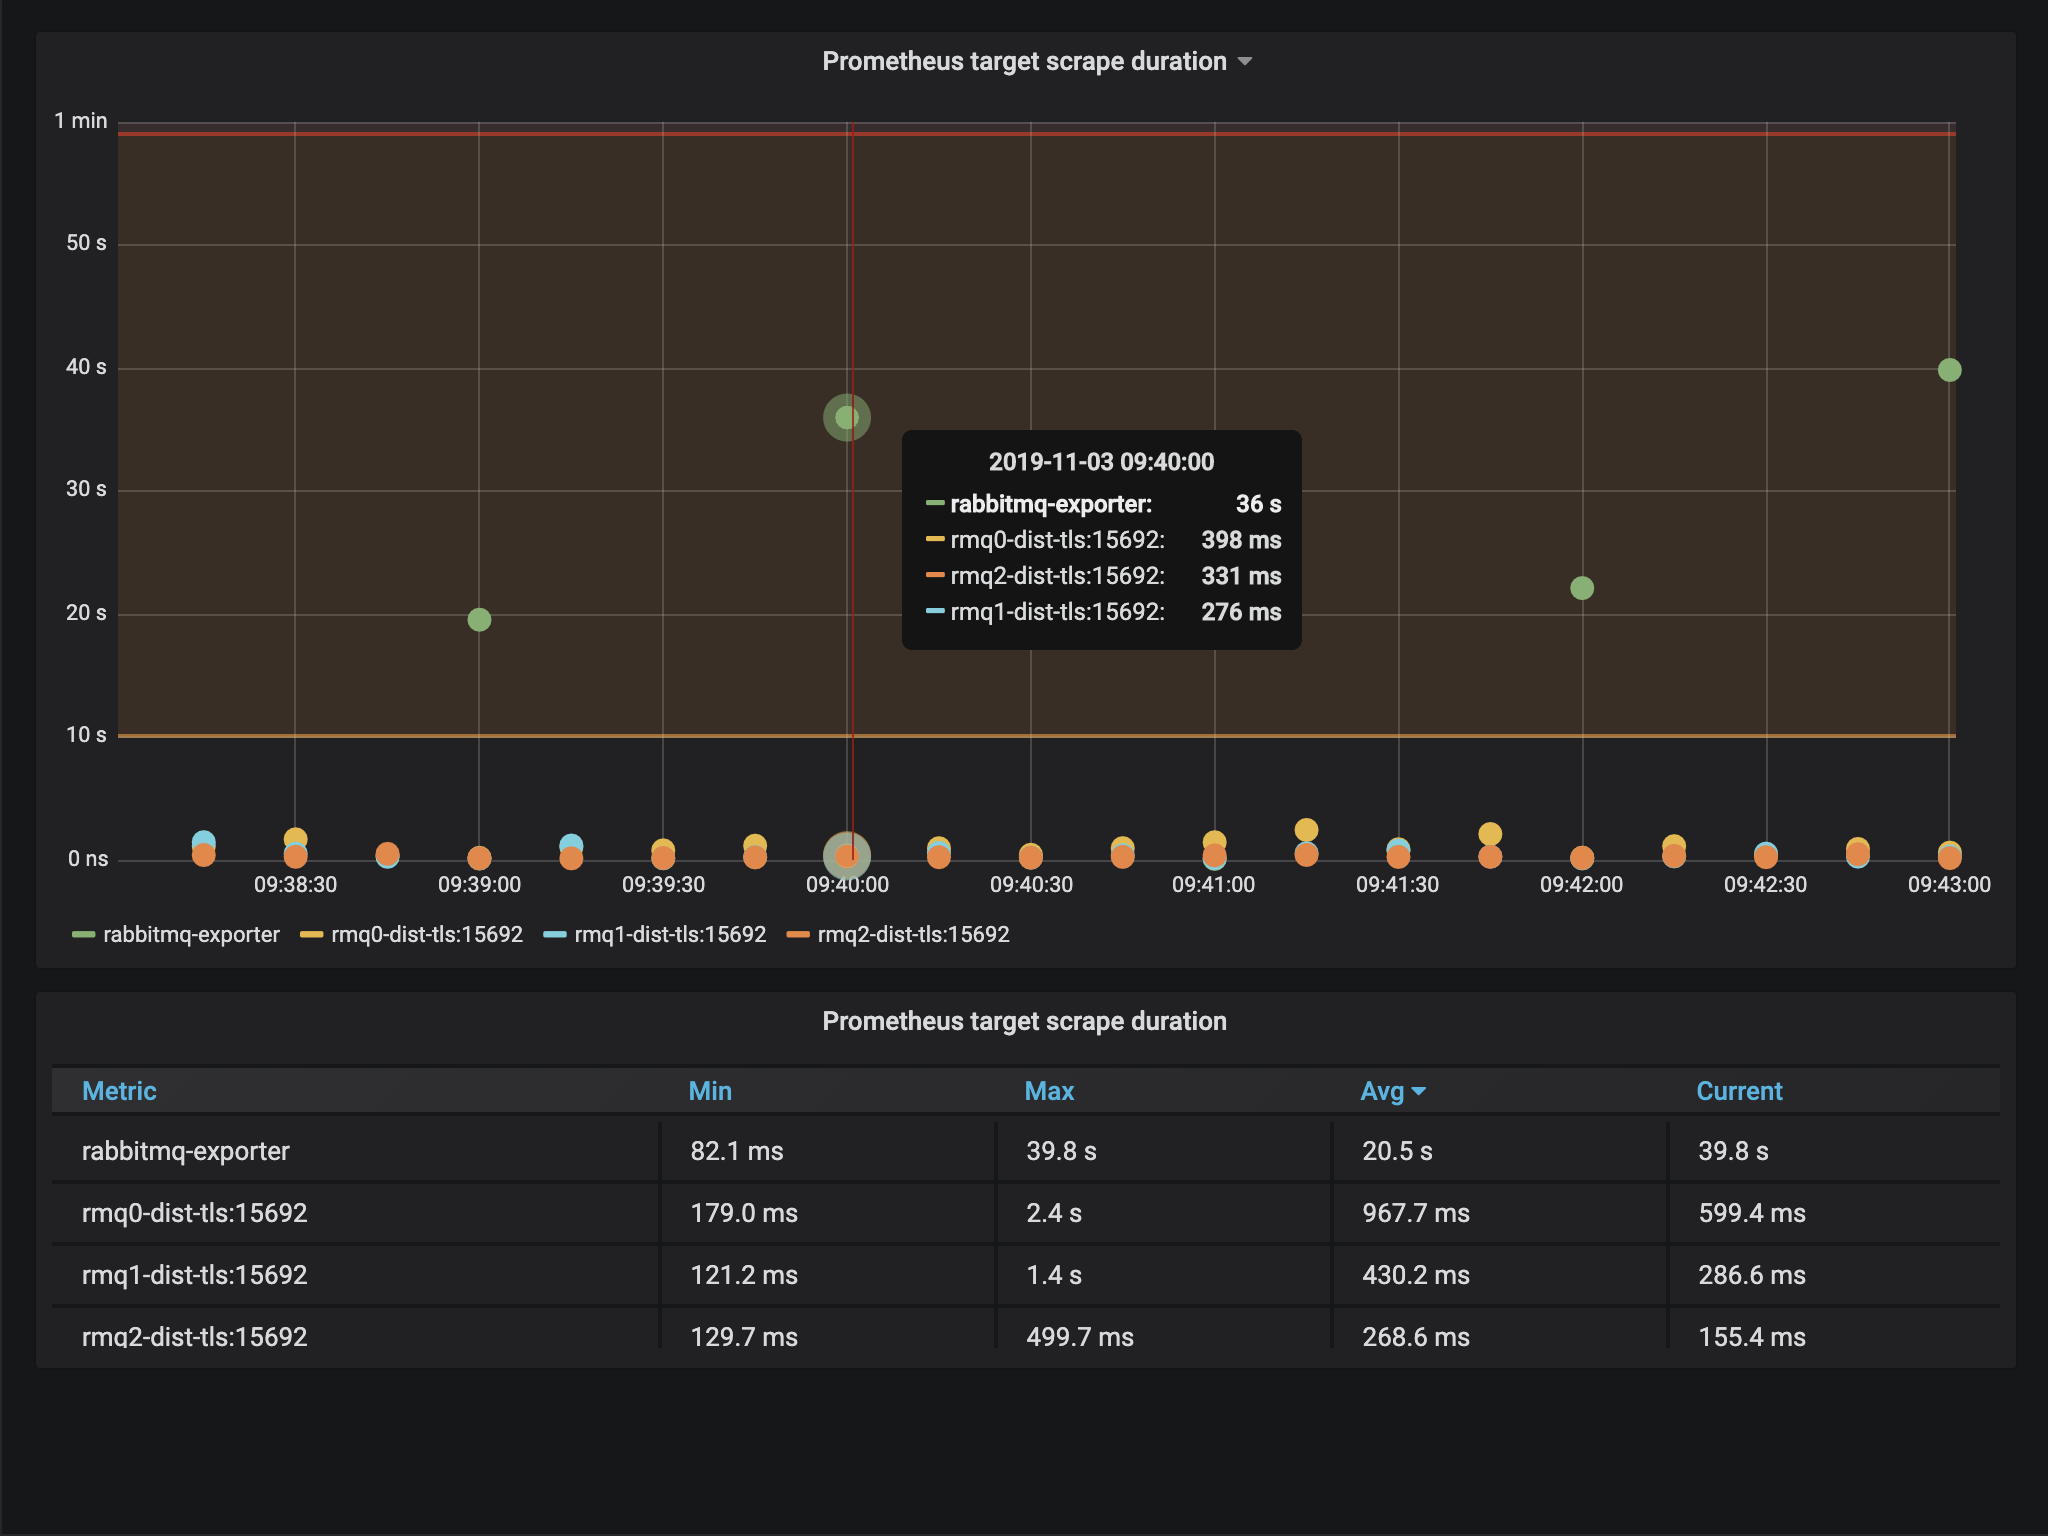 Prometheus target scrape duration
1 min
50 s
40 s
30 s
20 s
10 s
0 ns
2019-11-03 09:40:00
rabbitmq-exporter: 36 s
rmq0-dist-tls:15692: 398 ms
rmq2-dist-tls:15692: 331 ms
rmq1-dist-tls:15692: 276 ms
09:38:30 09:39:00 09:39:30 09:40:00 09:40:30 09:41:00 09:41:30 09:42:00 09:42:30 09:43:00
rabbitmq-exporter rmq0-dist-tls:15692 rmq1-dist-tls:15692 rmq2-dist-tls:15692
Prometheus target scrape duration
Metric Min Max Avg Current
rabbitmq-exporter 82.1 ms 39.8 s 20.5 s 39.8 s
rmq0-dist-tls:15692 179.0 ms 2.4 s 967.7 ms 599.4 ms
rmq1-dist-tls:15692 121.2 ms 1.4 s 430.2 ms 286.6 ms
rmq2-dist-tls:15692 129.7 ms 499.7 ms 268.6 ms 155.4 ms